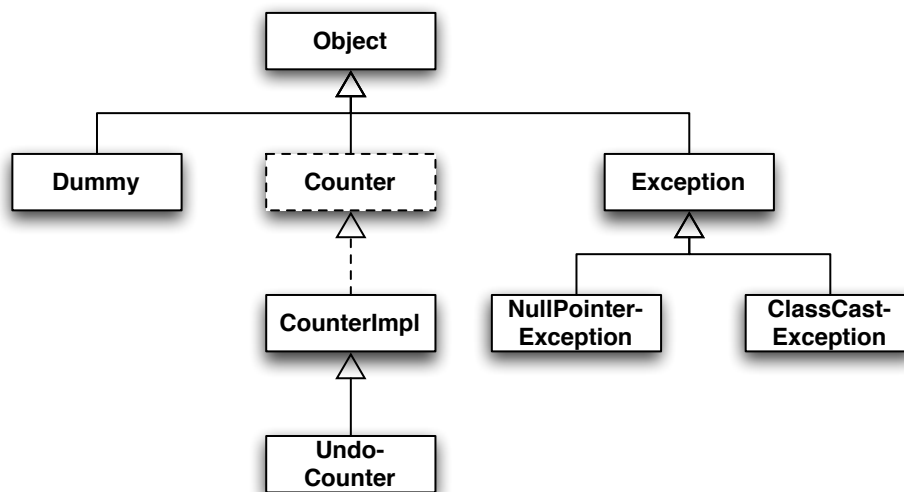 Object
Dummy
Counter
Exception
CounterImpl
NullPointer-
Exception
ClassCast-
Exception
Undo-
Counter